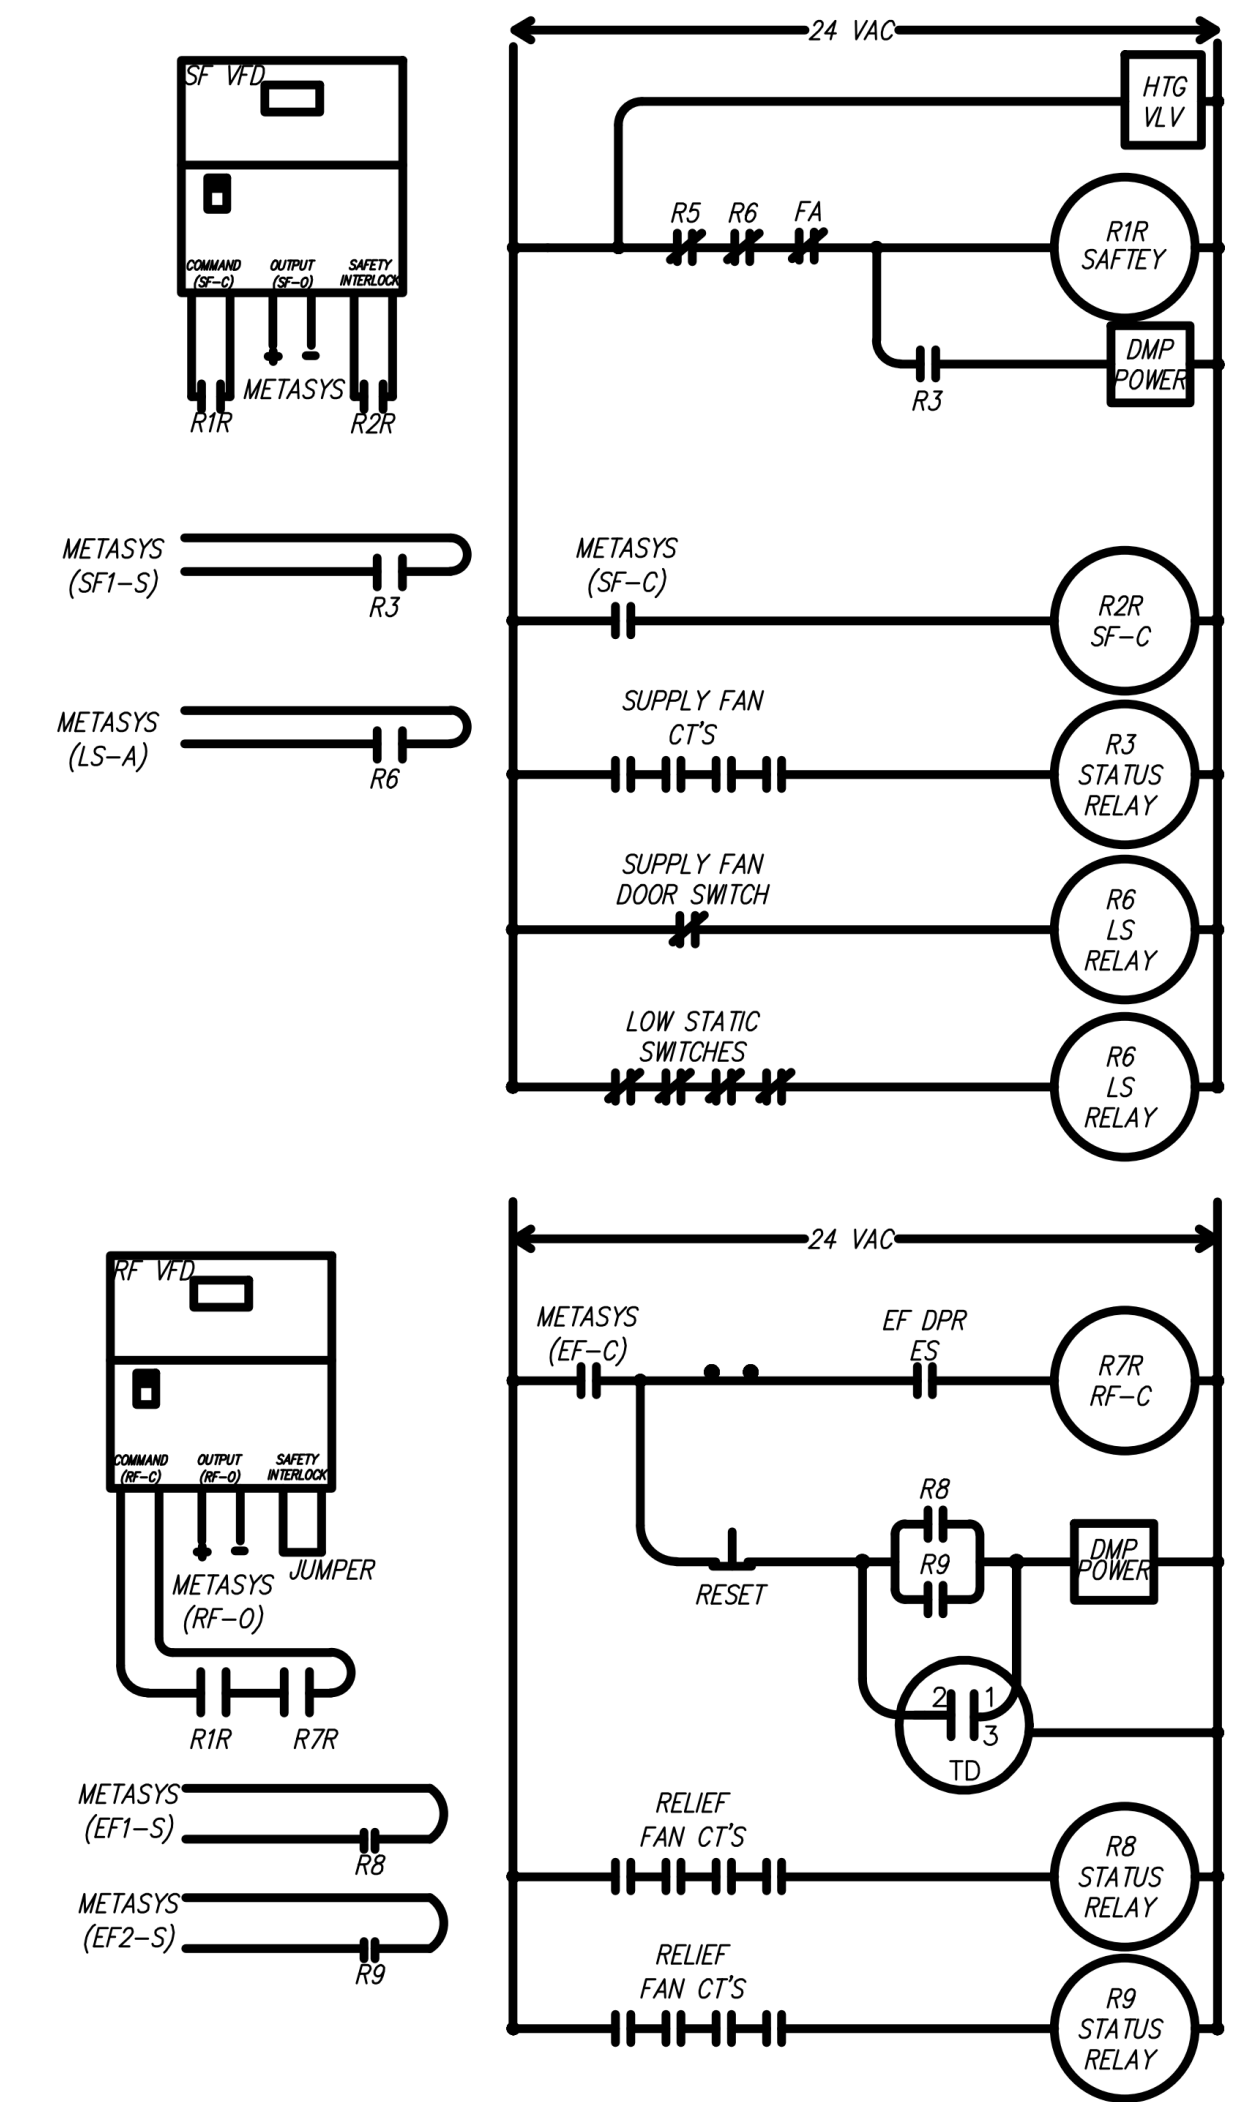 24 VAC
SF VFD
HTG
VLV
R5
R6
FA
R1R
SAFTEY
COMMAND
(SF-C)
OUTPUT
(SF-O)
SAFETY
INTERLOCK
METASYS
R1R
R2R
DMP
POWER
R3
METASYS
(SF1-S)
R3
METASYS
(SF-C)
R2R
SF-C
METASYS
(LS-A)
R6
SUPPLY FAN
CT'S
R3
STATUS
RELAY
SUPPLY FAN
DOOR SWITCH
R6
LS
RELAY
LOW STATIC
SWITCHES
R6
LS
RELAY
24 VAC
RF VFD
METASYS
(EF-C)
EF DPR
ES
R7R
RF-C
COMMAND
(RF-C)
OUTPUT
(RF-O)
SAFETY
INTERLOCK
JUMPER
METASYS
(RF-O)
R1R
R7R
RESET
R8
R9
DMP
POWER
2
1
3
TD
METASYS
(EF1-S)
R8
RELIEF
FAN CT'S
R8
STATUS
RELAY
METASYS
(EF2-S)
R9
RELIEF
FAN CT'S
R9
STATUS
RELAY